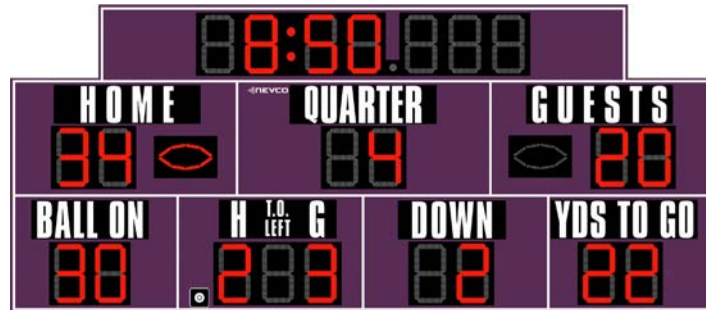 8:50
HOME QUARTER GUESTS
NEVCO
34 4 20
BALL ON H T.O. LEFT G DOWN YDS TO GO
30 2 3 2 22